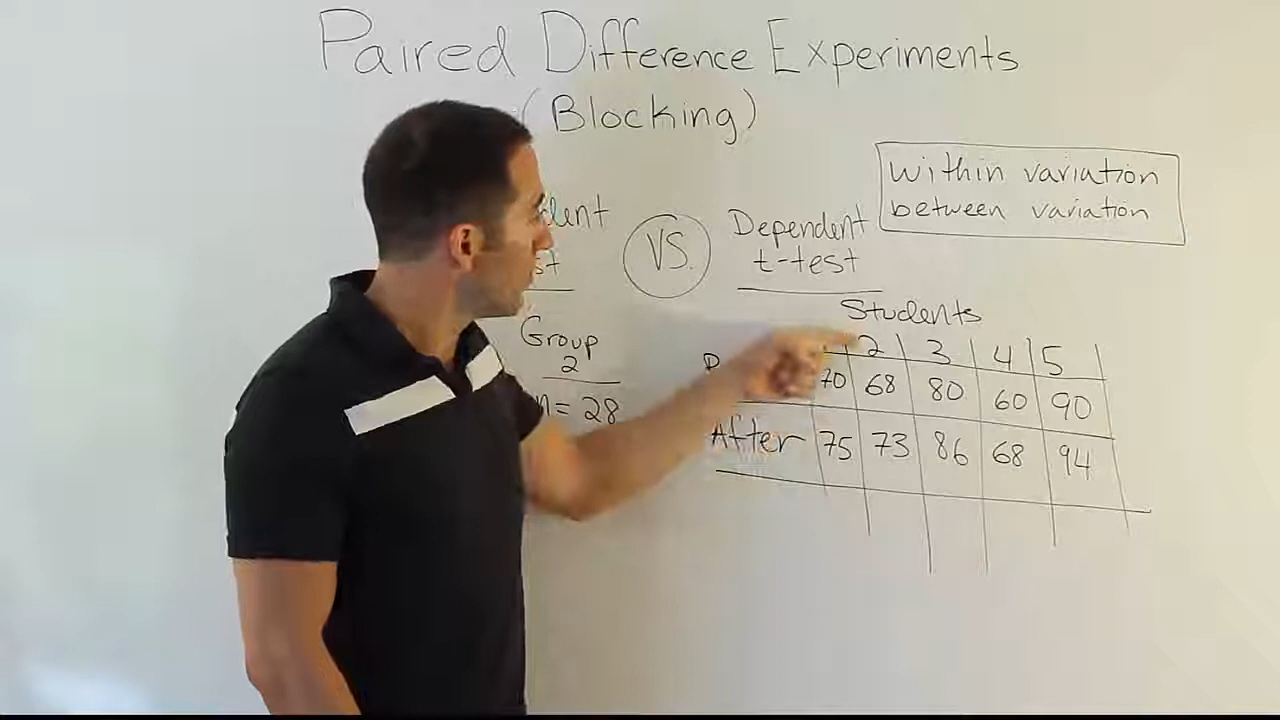 Paired Difference Experiments
(Blocking)
within variation
between variation
VS.
Dependent
t-test
Students
Group
2
n = 28
2 3 4 5
70 68 80 60 90
After 75 73 86 68 94